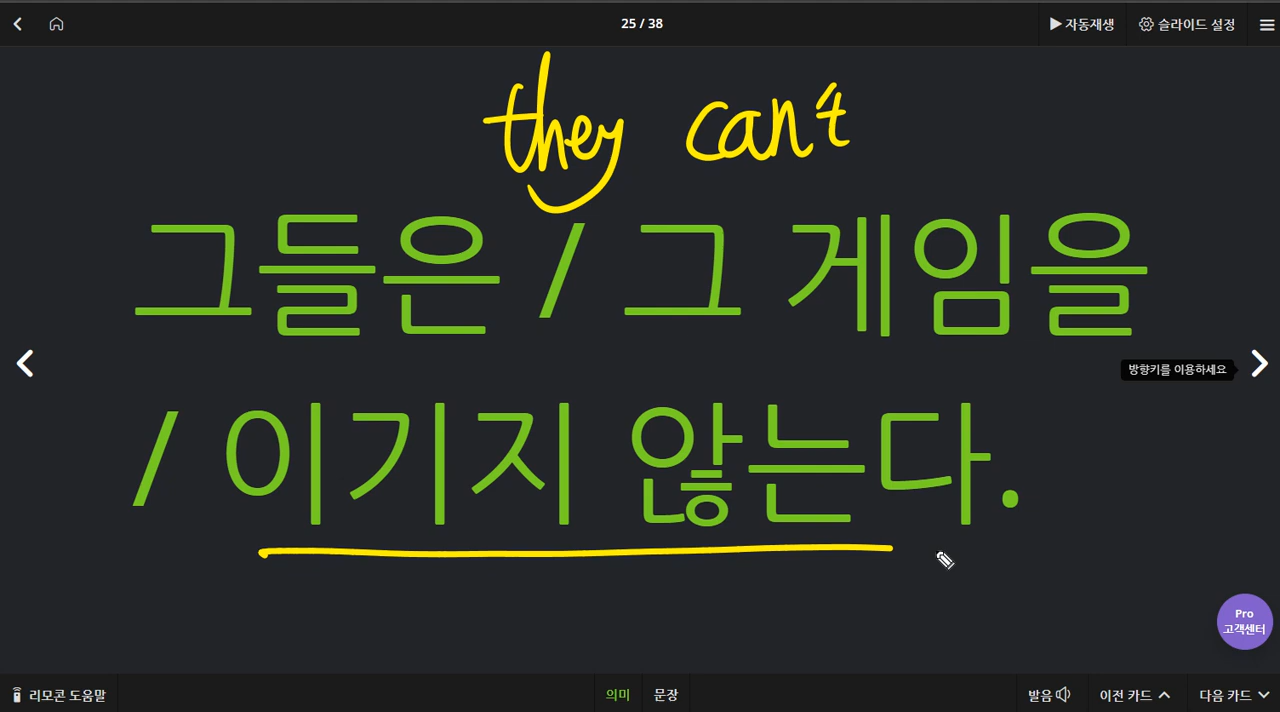 25 / 38
자동재생
슬라이드 설정
they can't
그들은 / 그 게임을
/ 이기지 않는다.
방향키를 이용하세요
Pro
고객센터
리모콘 도움말
의미
문장
발음
이전 카드
다음 카드